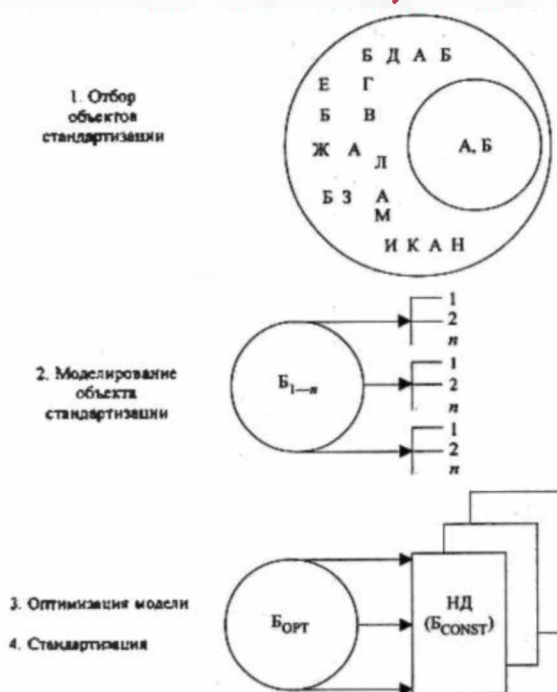 1. Отбор
объектов
стандартизации
Б Д А Б
Е Г
Б В
Ж А
Л
Б З А
М
И К А Н
А, Б
2. Моделирование
объекта
стандартизации
Б1—n
1
2
n
1
2
n
1
2
n
3. Оптимизация модели
4. Стандартизация
БOPT
НД
(БCONST)